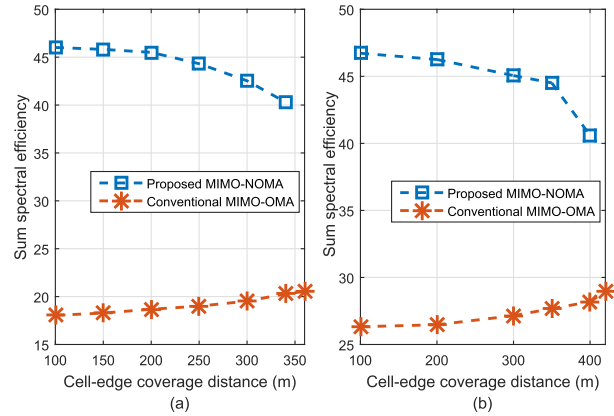 (a)
50
45
40
35
30
25
20
15
Sum spectral efficiency
Proposed MIMO-NOMA
Conventional MIMO-OMA
100 150 200 250 300 350
Cell-edge coverage distance (m)
(a)
(b)
50
45
40
35
30
25
Sum spectral efficiency
Proposed MIMO-NOMA
Conventional MIMO-OMA
100 200 300 400
Cell-edge coverage distance (m)
(b)